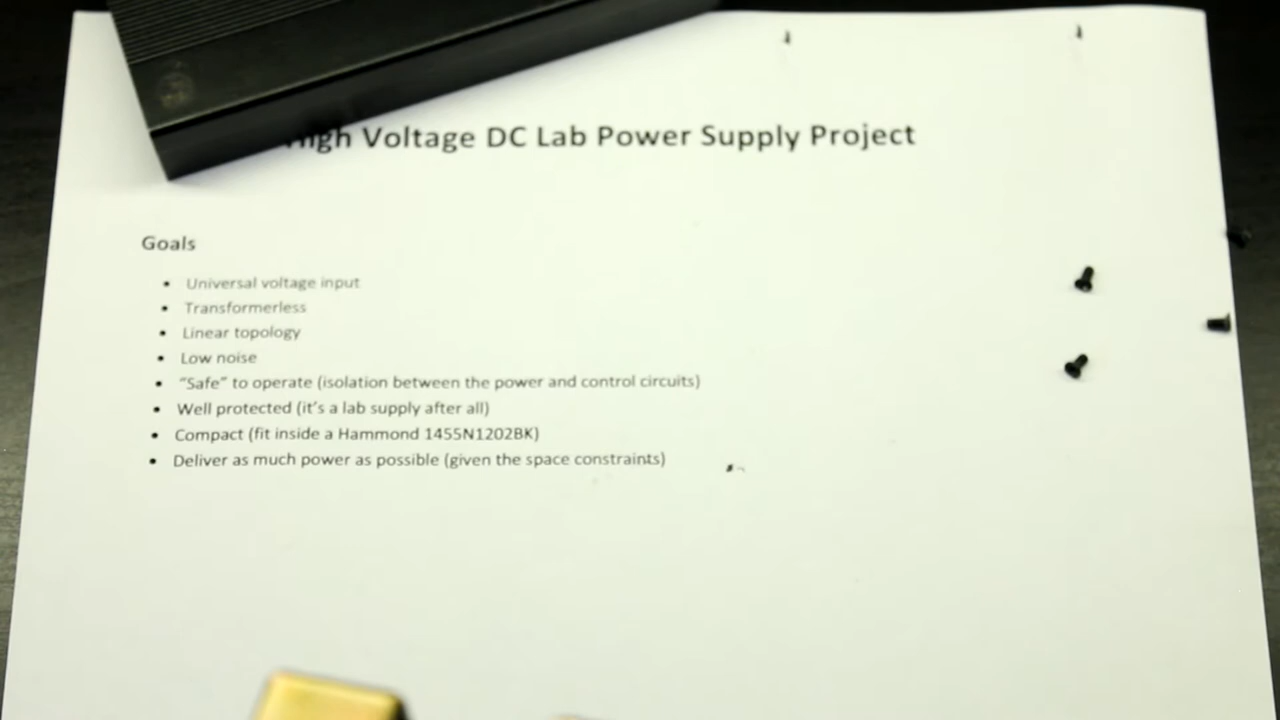 High Voltage DC Lab Power Supply Project
Goals
• Universal voltage input
• Transformerless
• Linear topology
• Low noise
• “Safe” to operate (isolation between the power and control circuits)
• Well protected (it’s a lab supply after all)
• Compact (fit inside a Hammond 1455N1202BK)
• Deliver as much power as possible (given the space constraints)